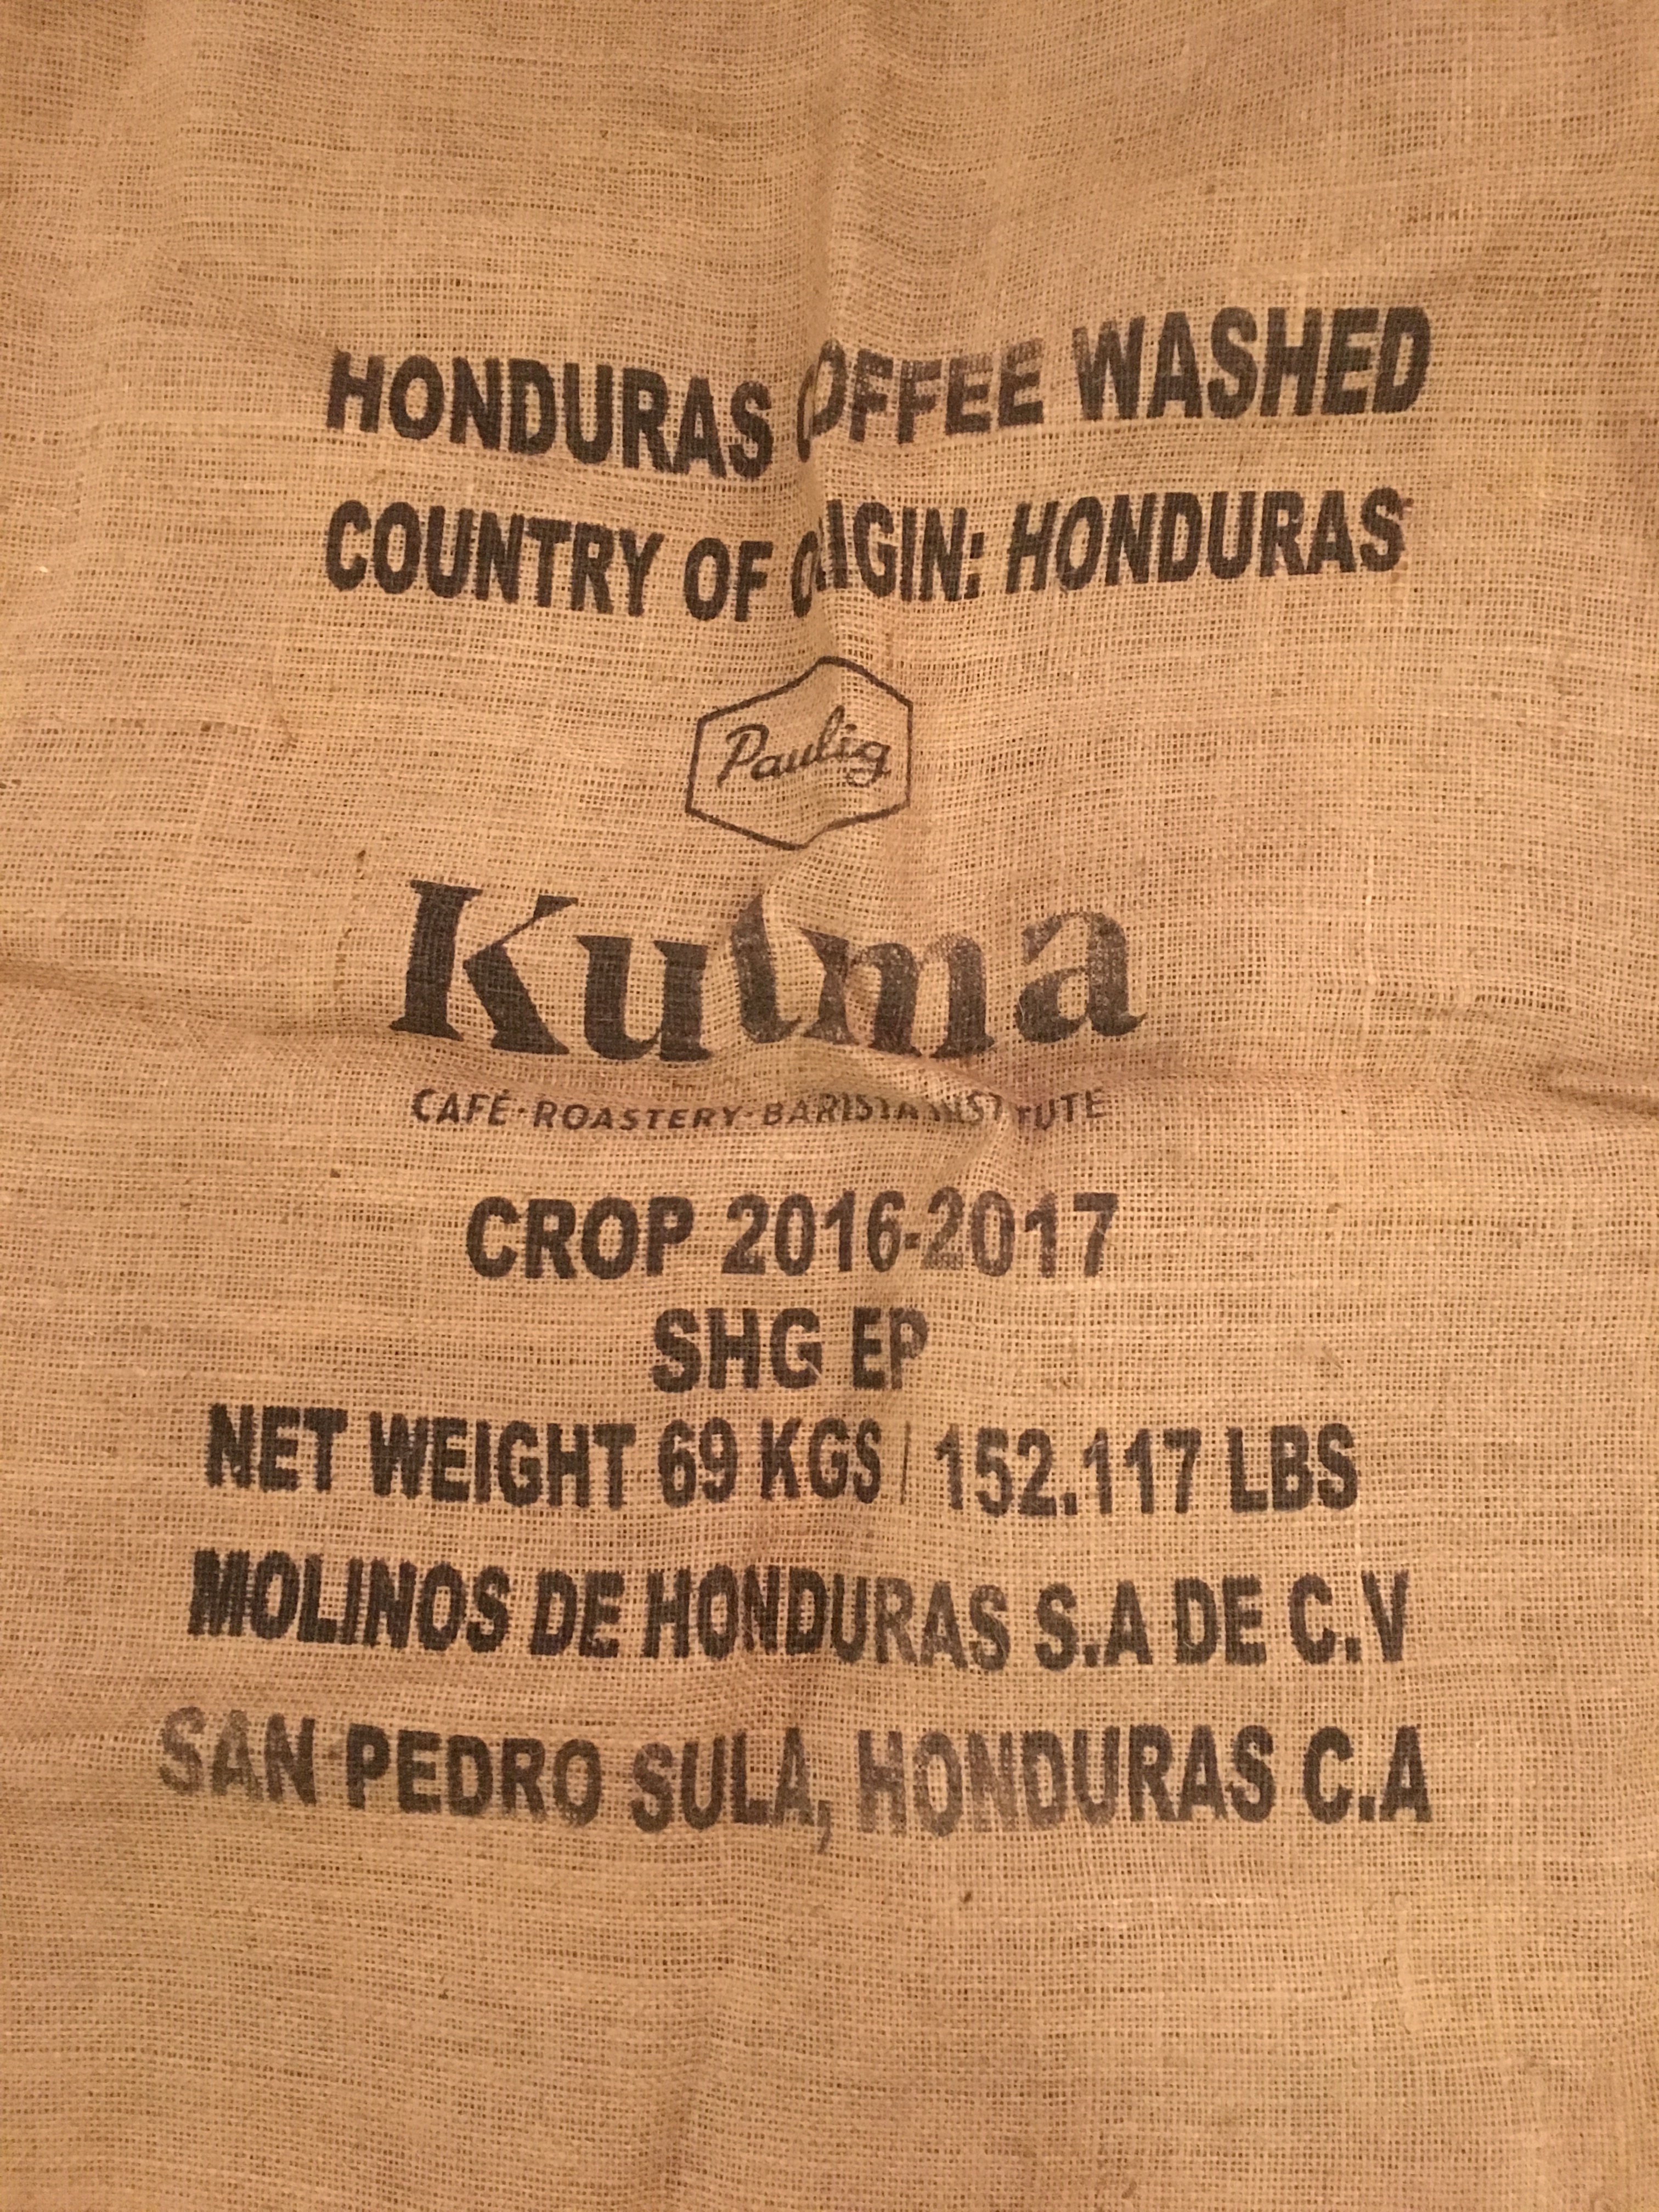 HONDURAS COFFEE WASHED
COUNTRY OF ORIGIN: HONDURAS
Paulig
Kulma
CAFÉ·ROASTERY·BARISTA INSTITUTE
CROP 2016-2017
SHG EP
NET WEIGHT 69 KGS | 152.117 LBS
MOLINOS DE HONDURAS S.A DE C.V
SAN PEDRO SULA, HONDURAS C.A